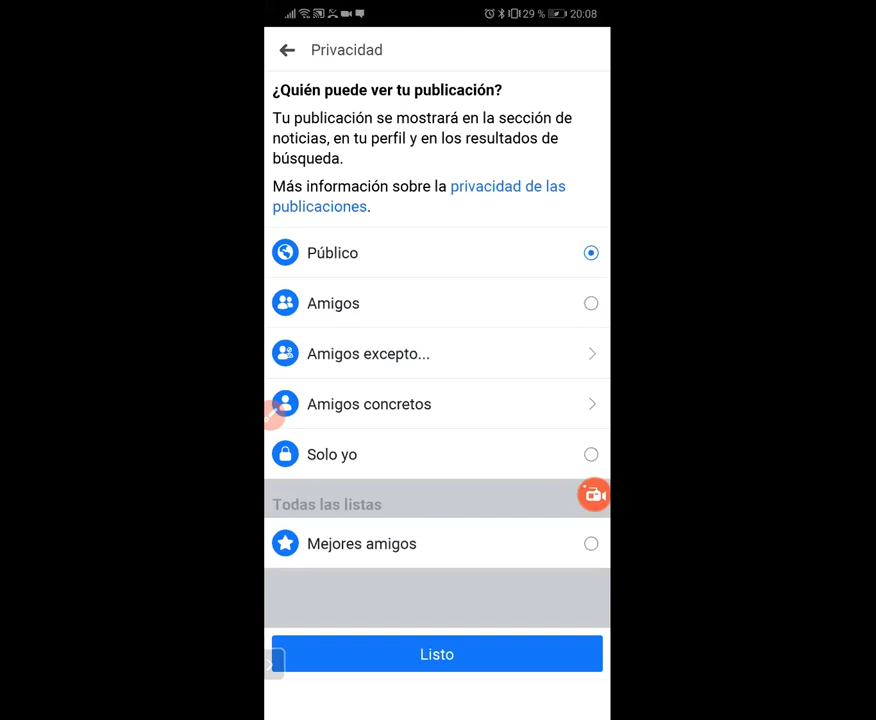 29 % 20:08
Privacidad
¿Quién puede ver tu publicación?
Tu publicación se mostrará en la sección de
noticias, en tu perfil y en los resultados de
búsqueda.
Más información sobre la privacidad de las
publicaciones.
Público
Amigos
Amigos excepto...
Amigos concretos
Solo yo
Todas las listas
Mejores amigos
Listo